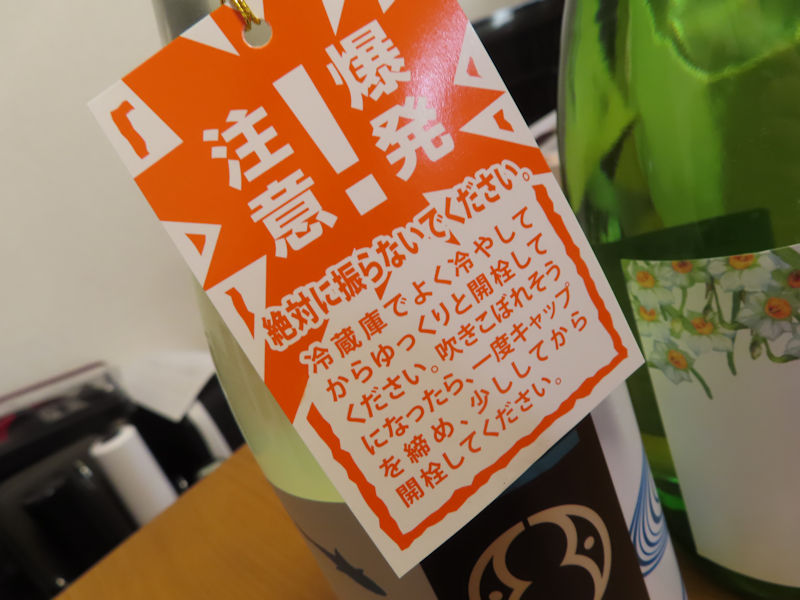 爆発
注意!
絶対に振らないでください。
冷蔵庫でよく冷やして
からゆっくりと開栓して
ください。吹きこぼれそう
になったら、一度キャップ
を締め、少ししてから
開栓してください。